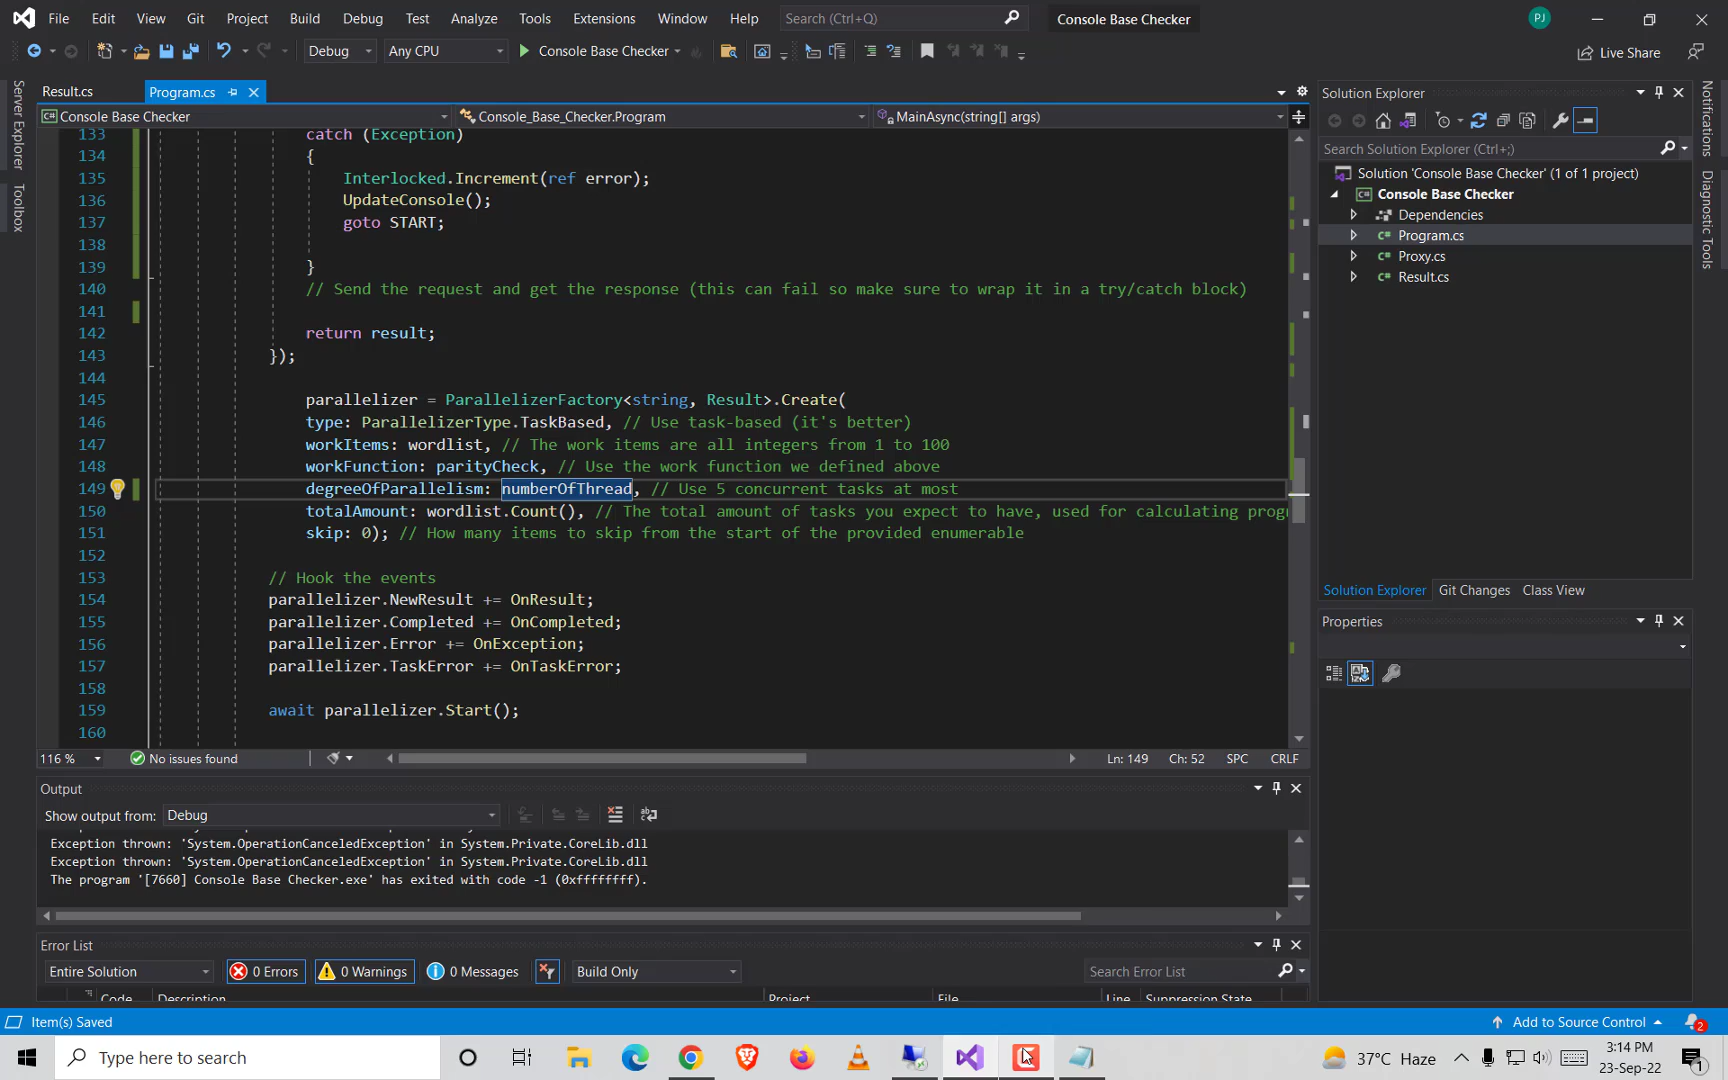 File Edit View Git Project Build Debug Test Analyze Tools Extensions Window Help Search (Ctrl+Q) Console Base Checker PJ
Debug Any CPU Console Base Checker Live Share
Server Explorer
Toolbox
Result.cs Program.cs
Console Base Checker Console_Base_Checker.Program MainAsync(string[] args)
133 catch (Exception)
134 {
135 Interlocked.Increment(ref error);
136 UpdateConsole();
137 goto START;
138
139 }
140 // Send the request and get the response (this can fail so make sure to wrap it in a try/catch block)
141
142 return result;
143 });
144
145 parallelizer = ParallelizerFactory<string, Result>.Create(
146 type: ParallelizerType.TaskBased, // Use task-based (it's better)
147 workItems: wordlist, // The work items are all integers from 1 to 100
148 workFunction: parityCheck, // Use the work function we defined above
149 degreeOfParallelism: numberOfThread, // Use 5 concurrent tasks at most
150 totalAmount: wordlist.Count(), // The total amount of tasks you expect to have, used for calculating prog
151 skip: 0); // How many items to skip from the start of the provided enumerable
152
153 // Hook the events
154 parallelizer.NewResult += OnResult;
155 parallelizer.Completed += OnCompleted;
156 parallelizer.Error += OnException;
157 parallelizer.TaskError += OnTaskError;
158
159 await parallelizer.Start();
160
116 % No issues found Ln: 149 Ch: 52 SPC CRLF
Output
Show output from: Debug
Exception thrown: 'System.OperationCanceledException' in System.Private.CoreLib.dll
Exception thrown: 'System.OperationCanceledException' in System.Private.CoreLib.dll
The program '[7660] Console Base Checker.exe' has exited with code -1 (0xffffffff).
Error List
Entire Solution 0 Errors 0 Warnings 0 Messages Build Only Search Error List
Code Description Project File Line Suppression State
Solution Explorer
Search Solution Explorer (Ctrl+;)
Solution 'Console Base Checker' (1 of 1 project)
Console Base Checker
Dependencies
Program.cs
Proxy.cs
Result.cs
Solution Explorer Git Changes Class View
Properties
Notifications
Diagnostic Tools
Item(s) Saved Add to Source Control 2
Type here to search 37°C Haze 3:14 PM
23-Sep-22 1